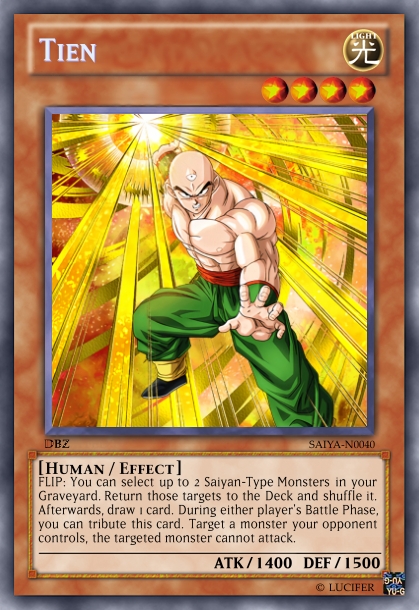 TIEN
LIGHT
光
DBZ
SAIYA-N0040
[HUMAN / EFFECT]
FLIP: You can select up to 2 Saiyan-Type Monsters in your
Graveyard. Return those targets to the Deck and shuffle it.
Afterwards, draw 1 card. During either player's Battle Phase,
you can tribute this card. Target a monster your opponent
controls, the targeted monster cannot attack.
ATK / 1400 DEF / 1500
© LUCIFER